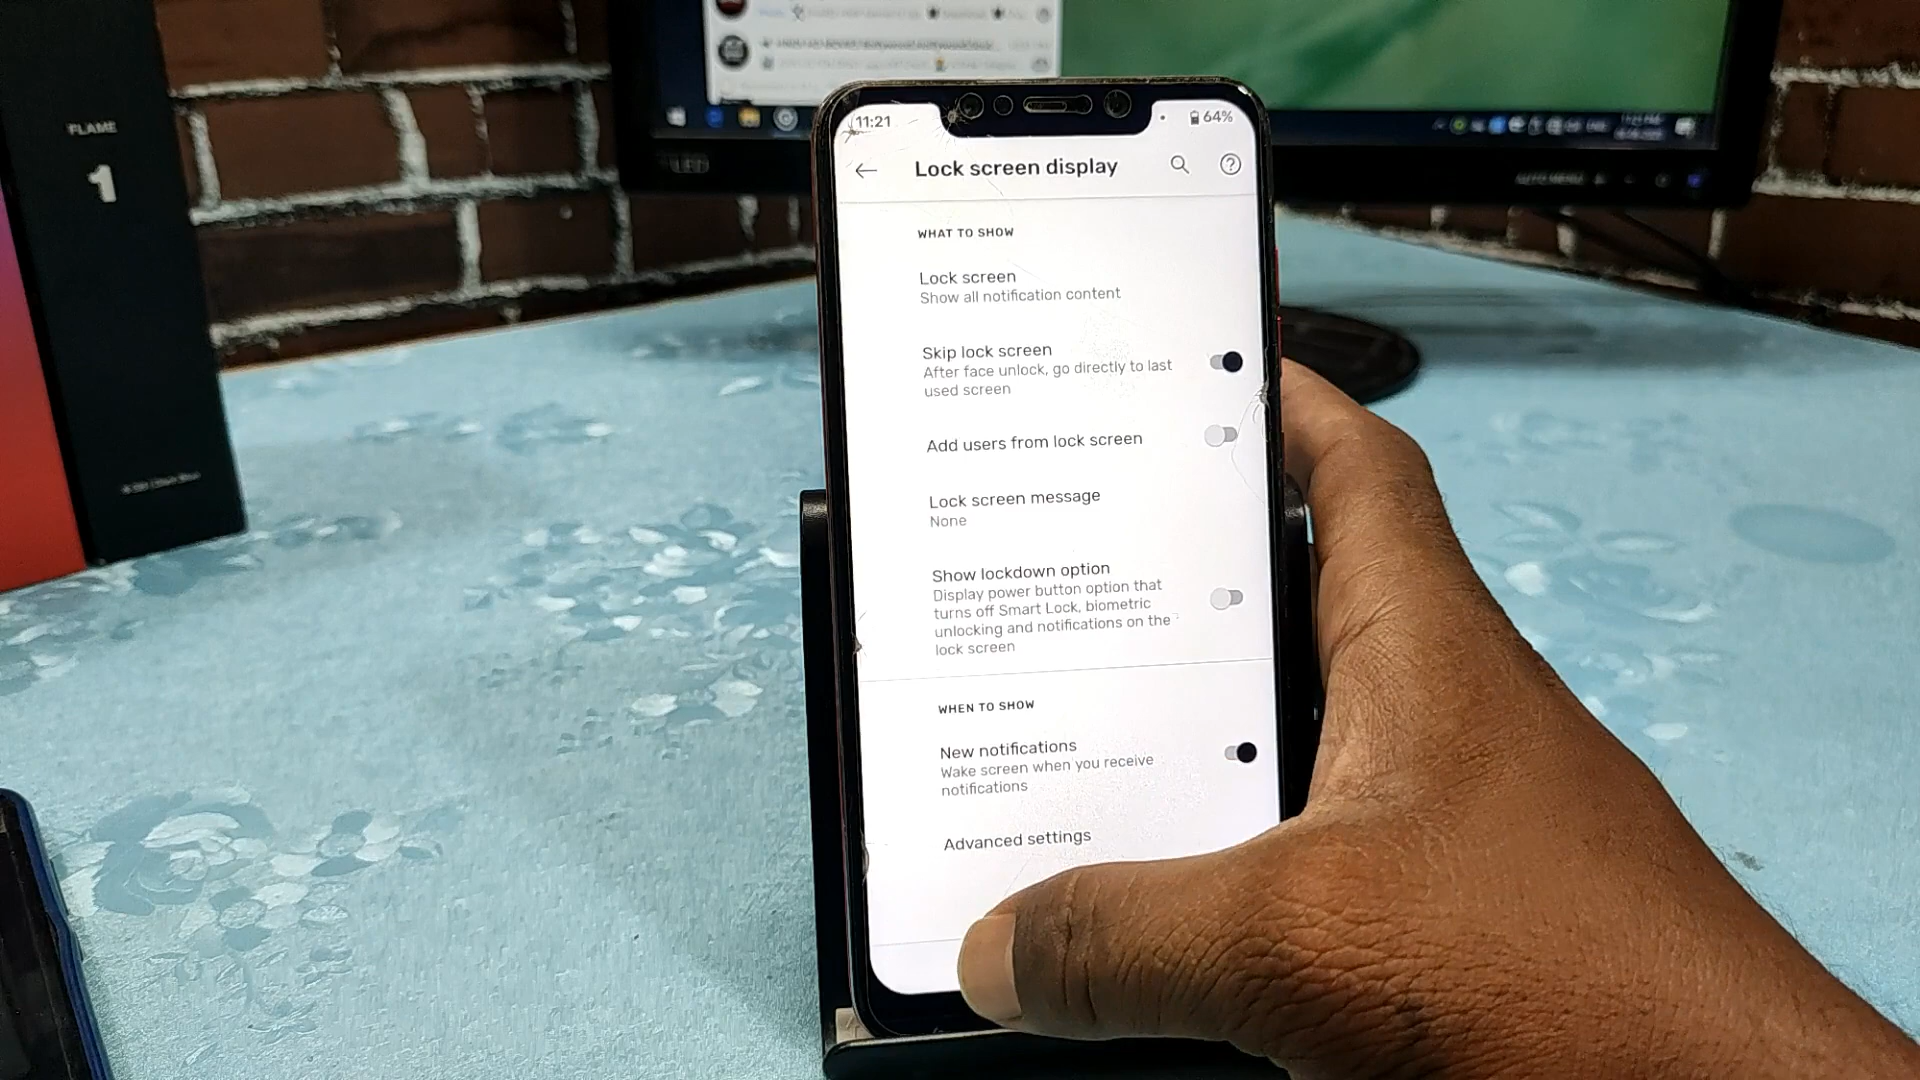 FLAME
1
11:21
64%
Lock screen display
WHAT TO SHOW
Lock screen
Show all notification content
Skip lock screen
After face unlock, go directly to last
used screen
Add users from lock screen
Lock screen message
None
Show lockdown option
Display power button option that
turns off Smart Lock, biometric
unlocking and notifications on the
lock screen
WHEN TO SHOW
New notifications
Wake screen when you receive
notifications
Advanced settings